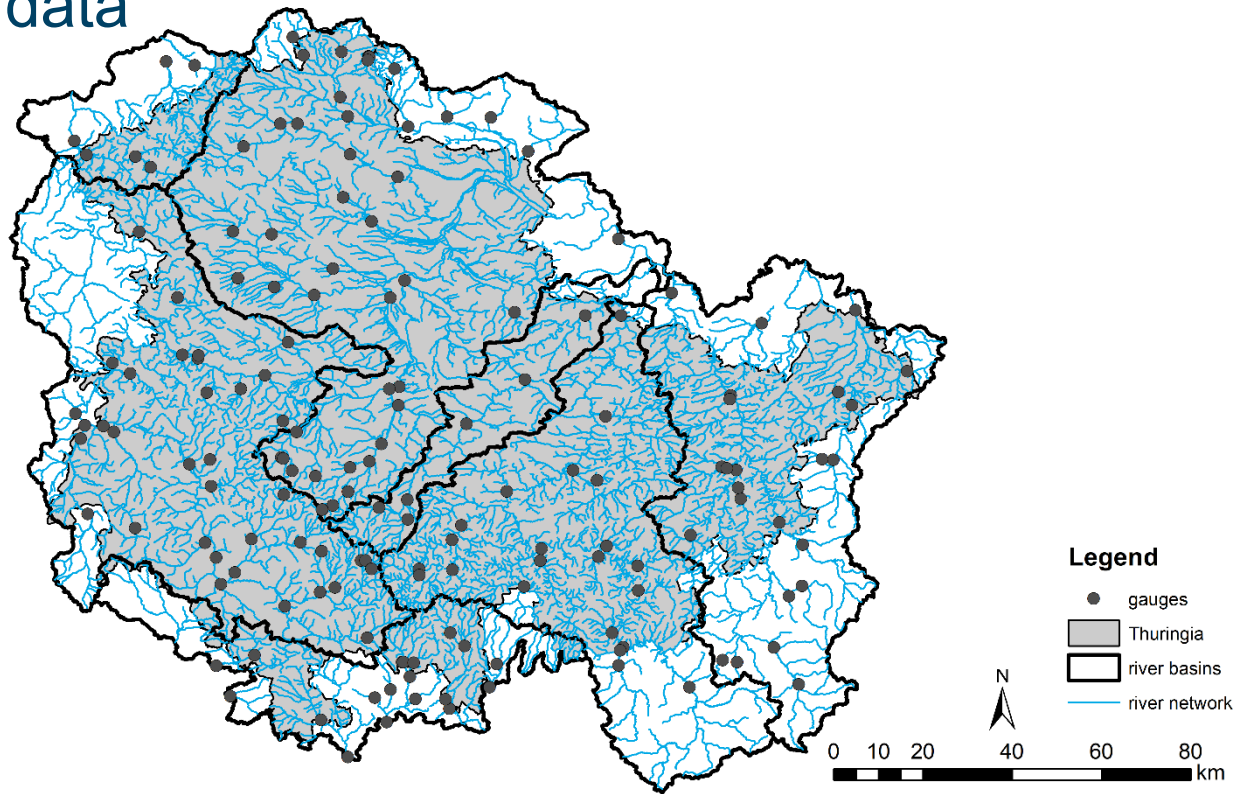 data
Legend
gauges
Thuringia
river basins
river network
N
0 10 20 40 60 80
km